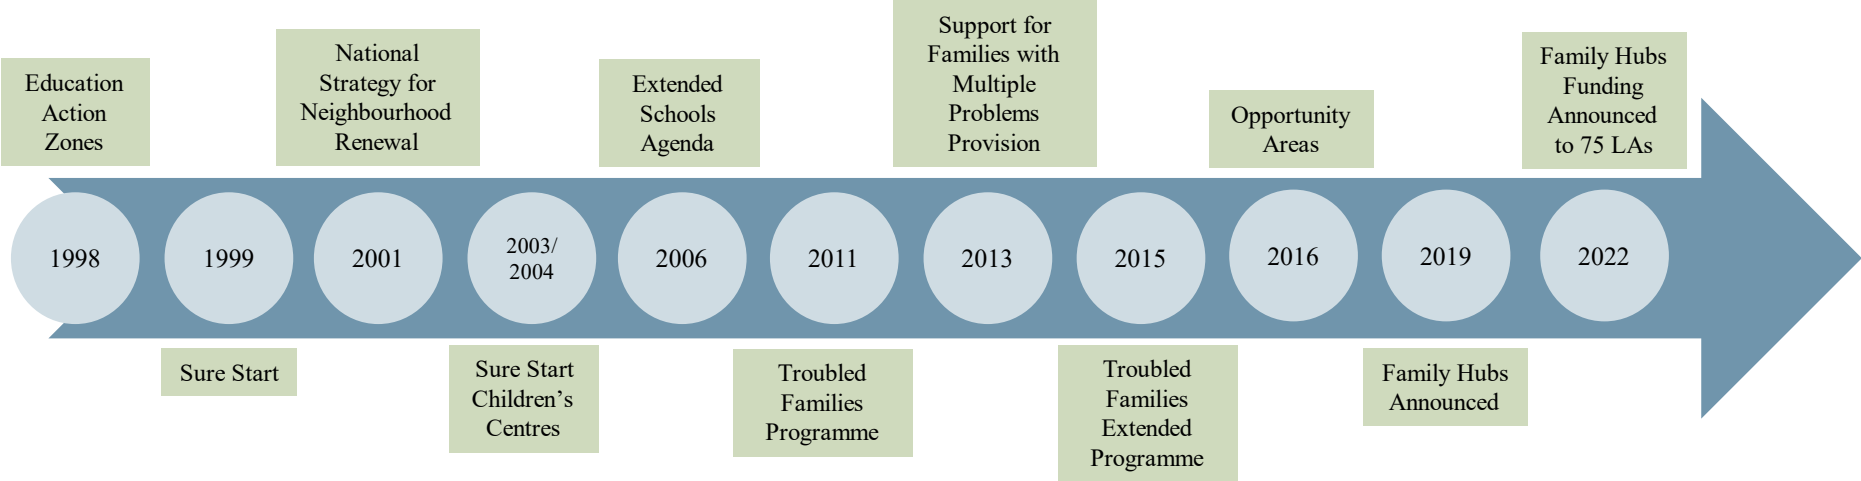 Education
Action
Zones
National
Strategy for
Neighbourhood
Renewal
Extended
Schools
Agenda
Support for
Families with
Multiple
Problems
Provision
Opportunity
Areas
Family Hubs
Funding
Announced
to 75 LAs
1998
1999
2001
2003/
2004
2006
2011
2013
2015
2016
2019
2022
Sure Start
Sure Start
Children’s
Centres
Troubled
Families
Programme
Troubled
Families
Extended
Programme
Family Hubs
Announced